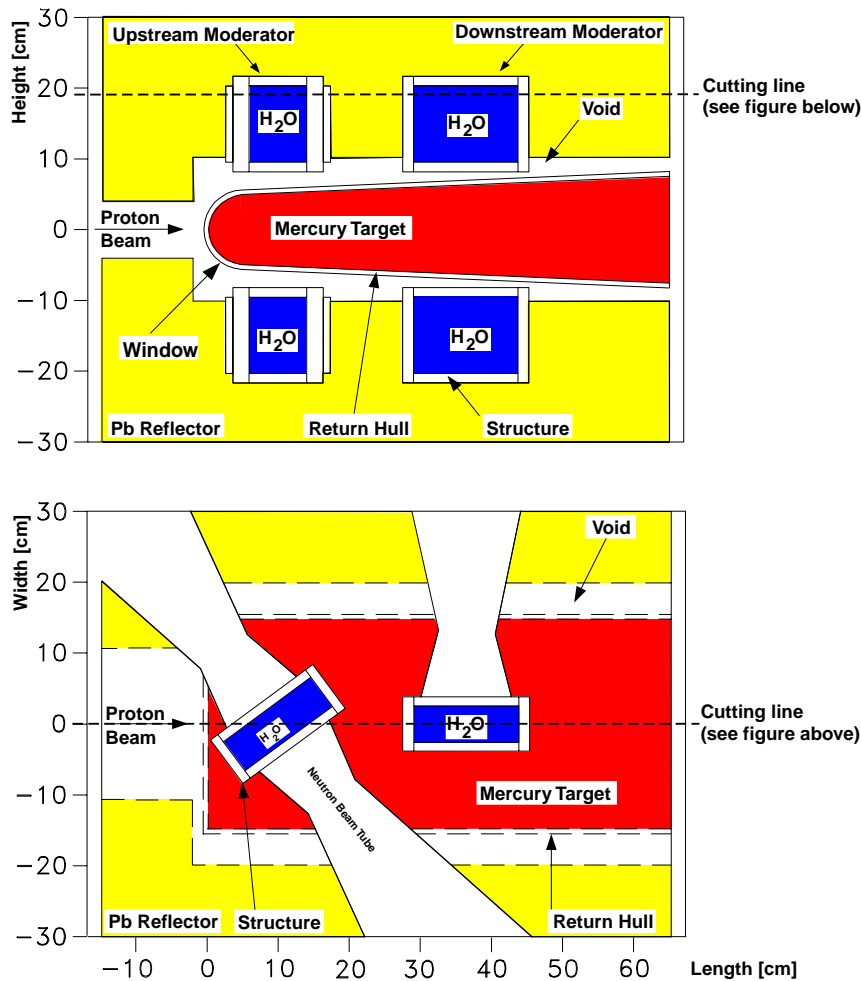 30
20
10
0
−10
−20
−30
Height [cm]
Upstream Moderator
Downstream Moderator
Cutting line
(see figure below)
H2O
H2O
Void
Proton
Beam
Mercury Target
Window
H2O
H2O
Pb Reflector
Return Hull
Structure
30
20
10
0
−10
−20
−30
Width [cm]
Void
Proton
Beam
H2O
H2O
Cutting line
(see figure above)
Neutron Beam Tube
Mercury Target
Pb Reflector
Structure
Return Hull
−10 0 10 20 30 40 50 60
Length [cm]